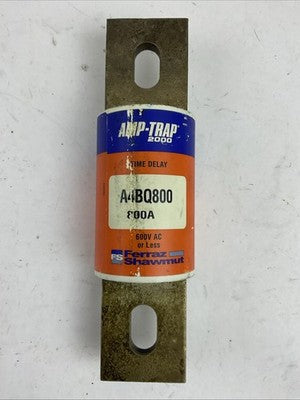 AMP-TRAP®
2000
TIME DELAY
A4BQ800
800A
600V AC
or Less
FS Ferraz
Shawmut